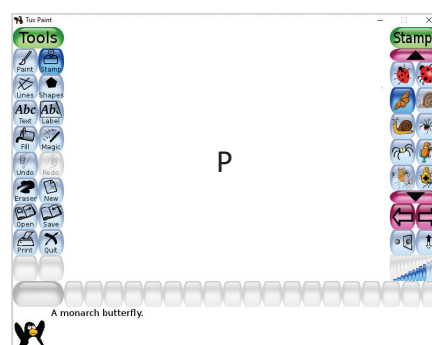 Tux Paint
Tools
Stamp
Paint Stamp
Lines Shapes
Abc Abc
Text Label
Fill Magic
P
Undo Redo
Eraser New
Open Save
Print Quit
A monarch butterfly.